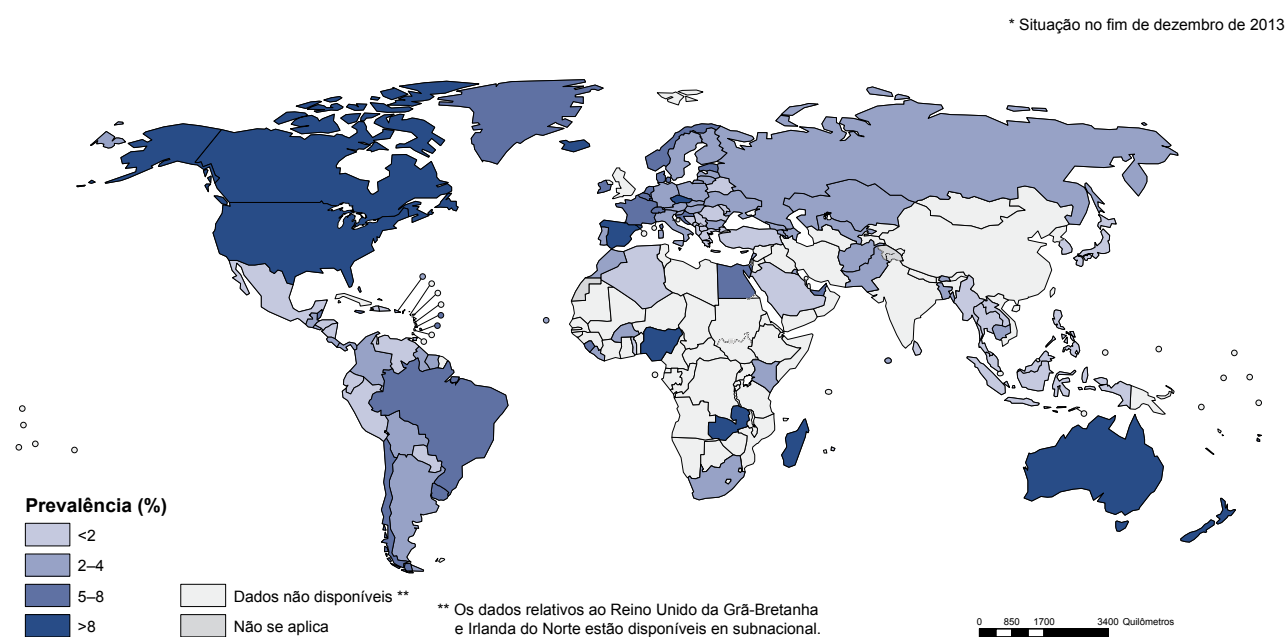 * Situação no fim de dezembro de 2013
Prevalência (%)
<2
2–4
5–8
>8
Dados não disponíveis **
Não se aplica
** Os dados relativos ao Reino Unido da Grã-Bretanha
e Irlanda do Norte estão disponíveis en subnacional.
0 850 1700 3400 Quilômetros